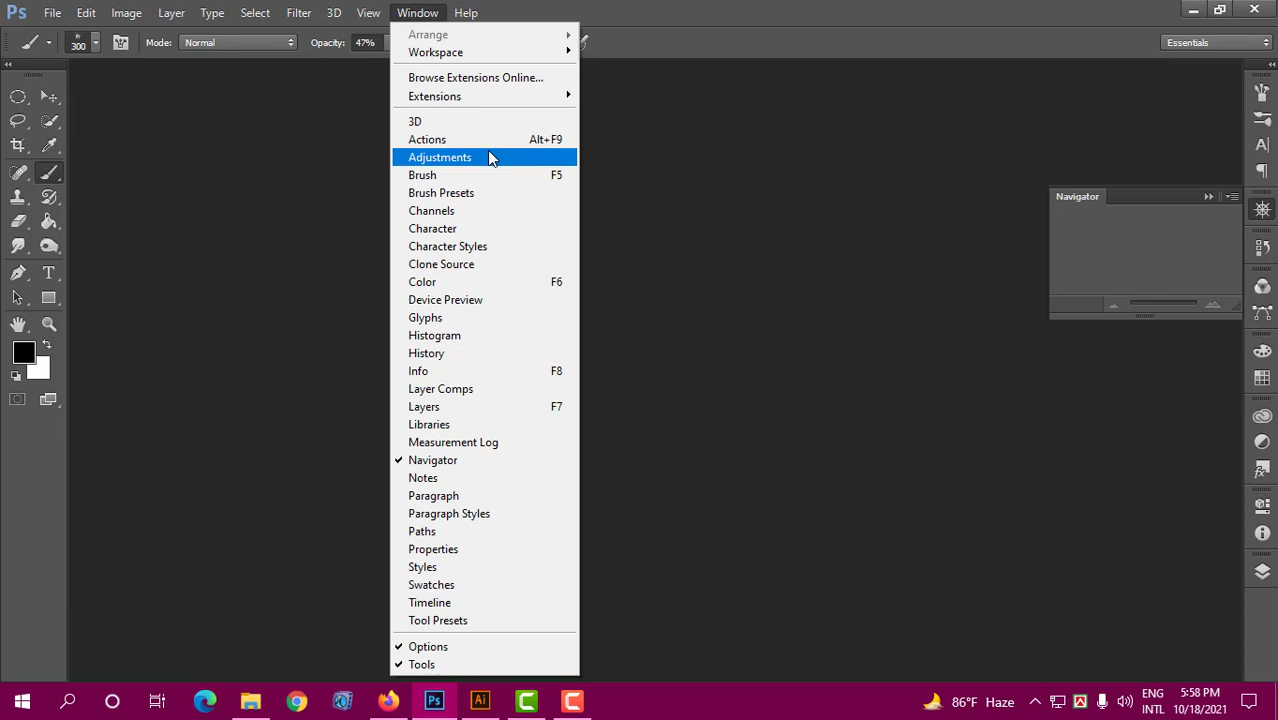 Ps File Edit Image Layer Type Select Filter 3D View Window Help
300 Mode: Normal Opacity: 47% Essentials
Arrange
Workspace
Browse Extensions Online...
Extensions
3D
Actions Alt+F9
Adjustments
Brush F5
Brush Presets
Channels
Character
Character Styles
Clone Source
Color F6
Device Preview
Glyphs
Histogram
History
Info F8
Layer Comps
Layers F7
Libraries
Measurement Log
Navigator
Notes
Paragraph
Paragraph Styles
Paths
Properties
Styles
Swatches
Timeline
Tool Presets
Options
Tools
Navigator
Ps Ai 86°F Haze ENG 5:58 PM
INTL 10/18/2021